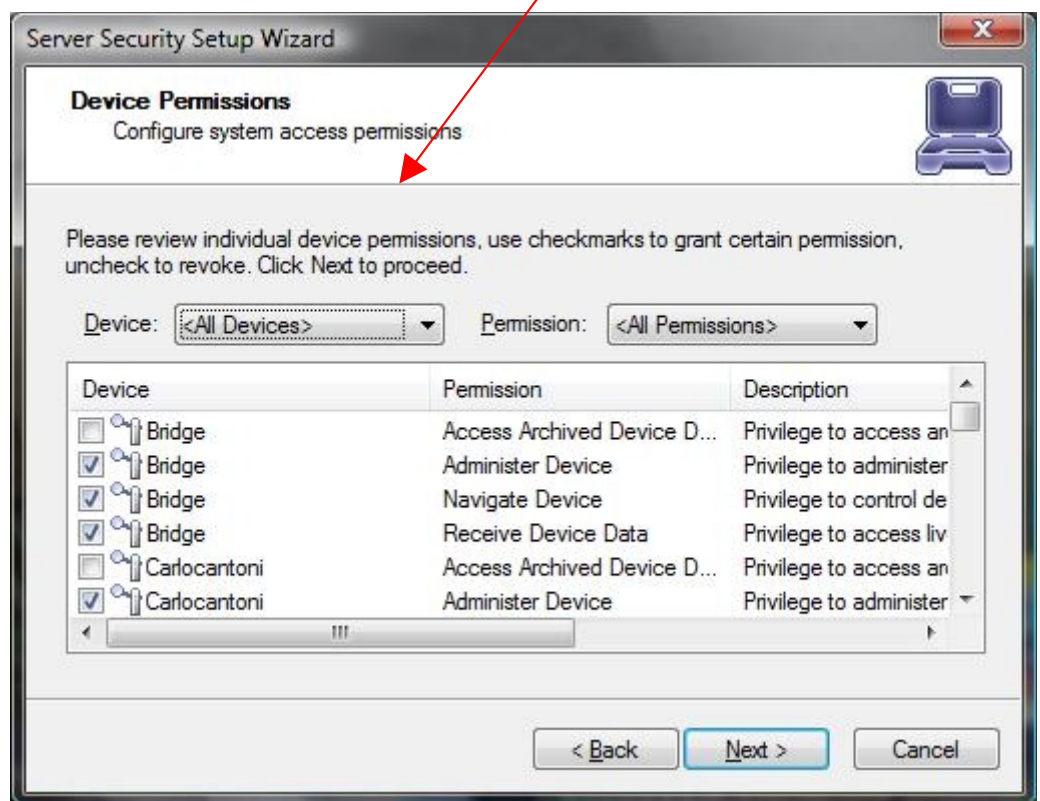 Server Security Setup Wizard
Device Permissions
Configure system access permissions
Please review individual device permissions, use checkmarks to grant certain permission,
uncheck to revoke. Click Next to proceed.
Device: <All Devices> Permission: <All Permissions>
Device Permission Description
Bridge Access Archived Device D... Privilege to access an
Bridge Administer Device Privilege to administer
Bridge Navigate Device Privilege to control de
Bridge Receive Device Data Privilege to access liv
Carlocantoni Access Archived Device D... Privilege to access an
Carlocantoni Administer Device Privilege to administer
< Back Next > Cancel